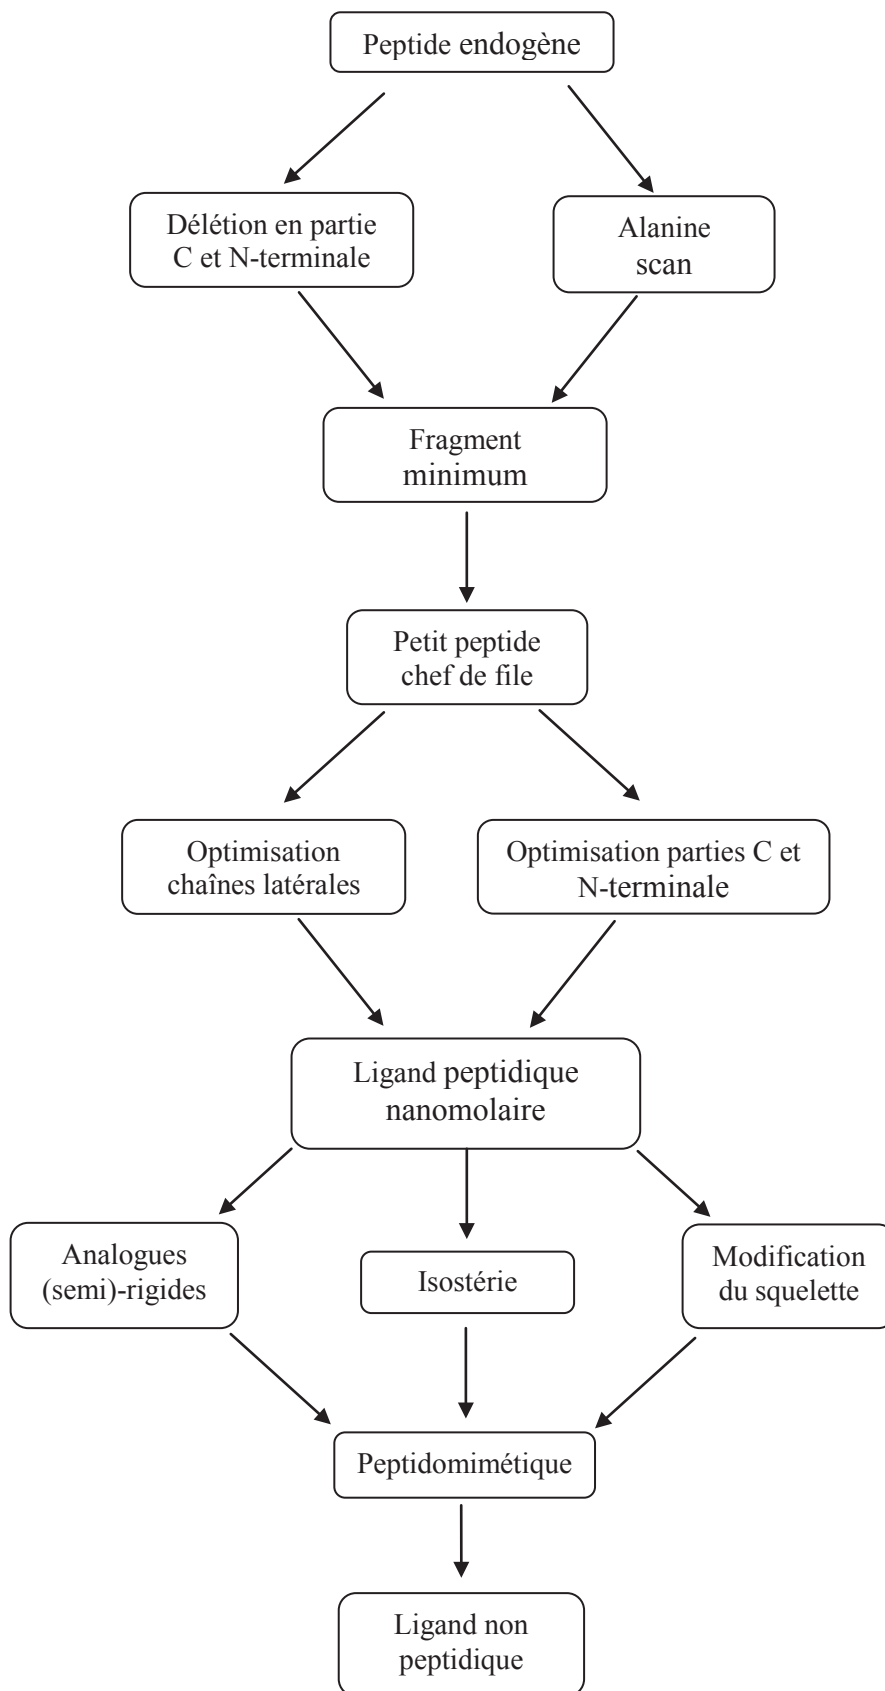 Peptide endogène
Délétion en partie
C et N-terminale
Alanine
scan
Fragment
minimum
Petit peptide
chef de file
Optimisation
chaînes latérales
Optimisation parties C et
N-terminale
Ligand peptidique
nanomolaire
Analogues
(semi)-rigides
Isostérie
Modification
du squelette
Peptidomimétique
Ligand non
peptidique